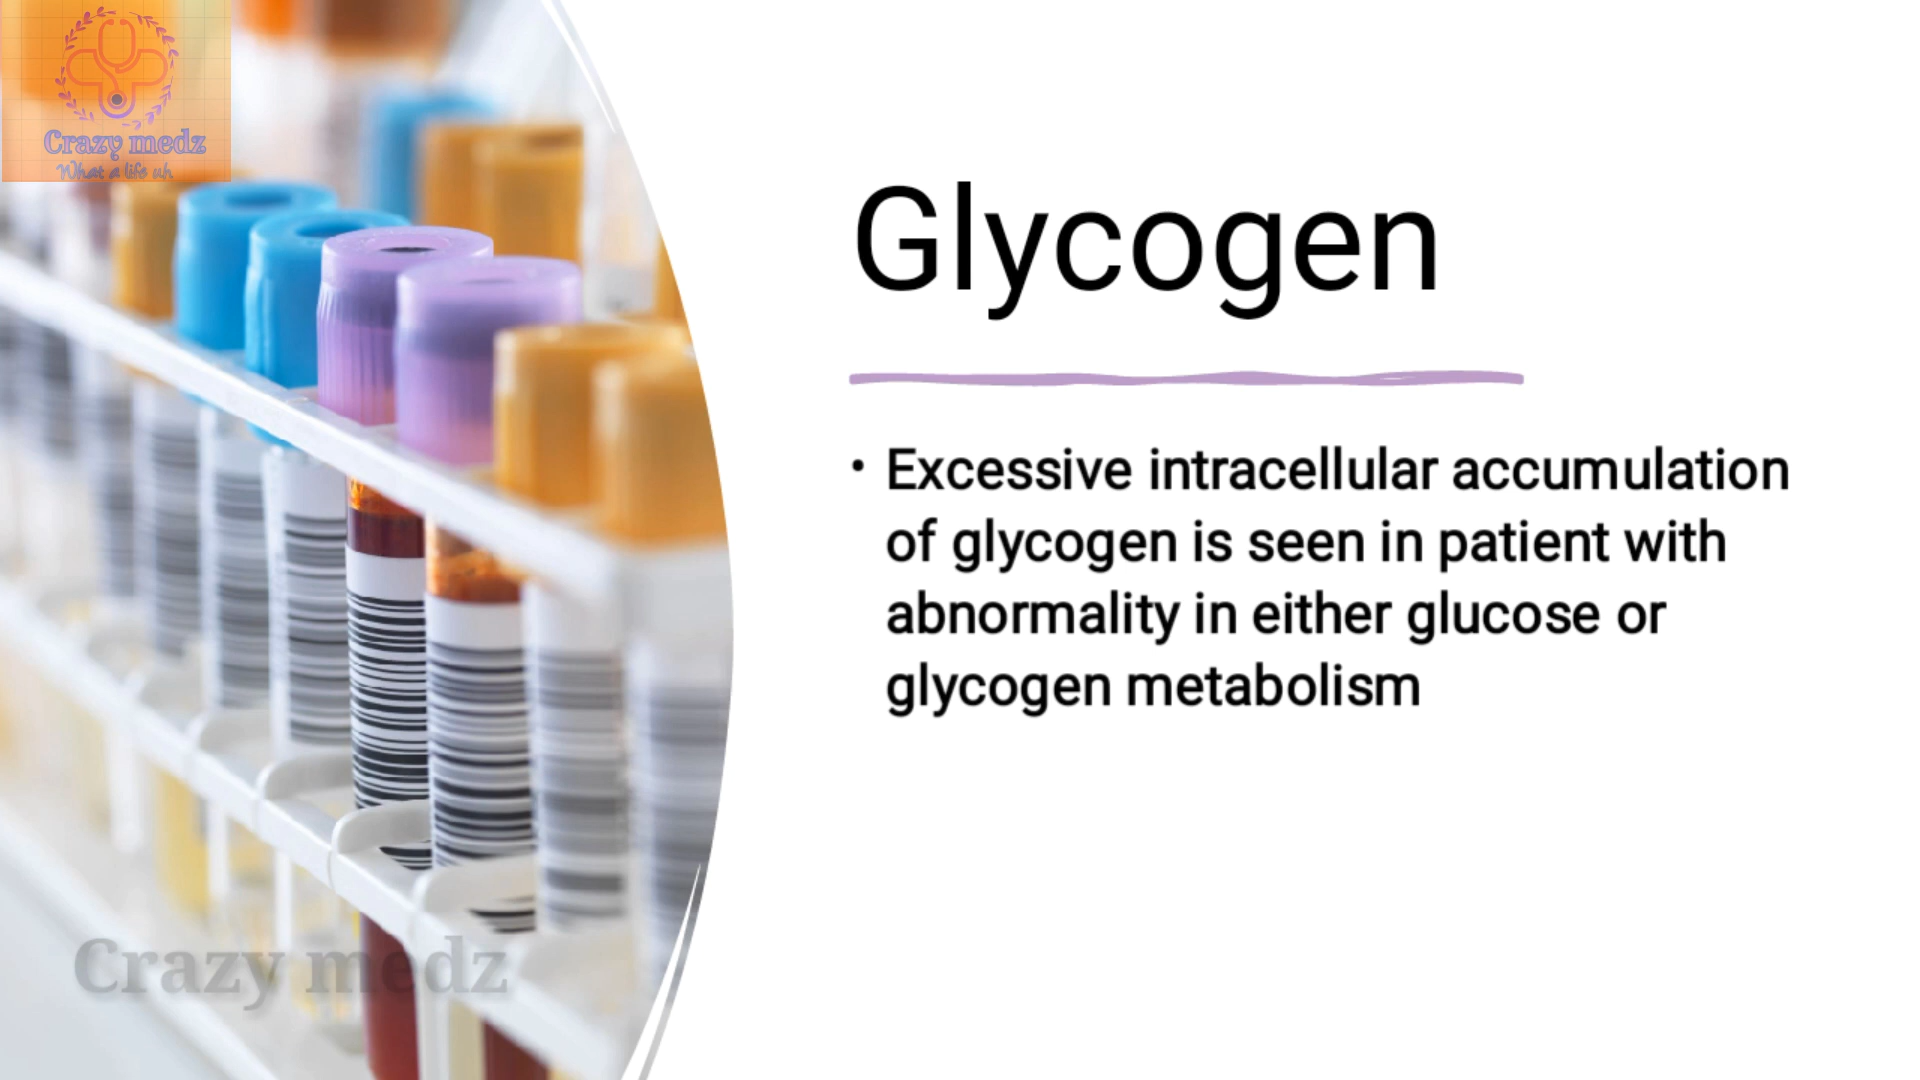 Crazy medz
What a life uh
Glycogen
• Excessive intracellular accumulation
of glycogen is seen in patient with
abnormality in either glucose or
glycogen metabolism
Crazy medz